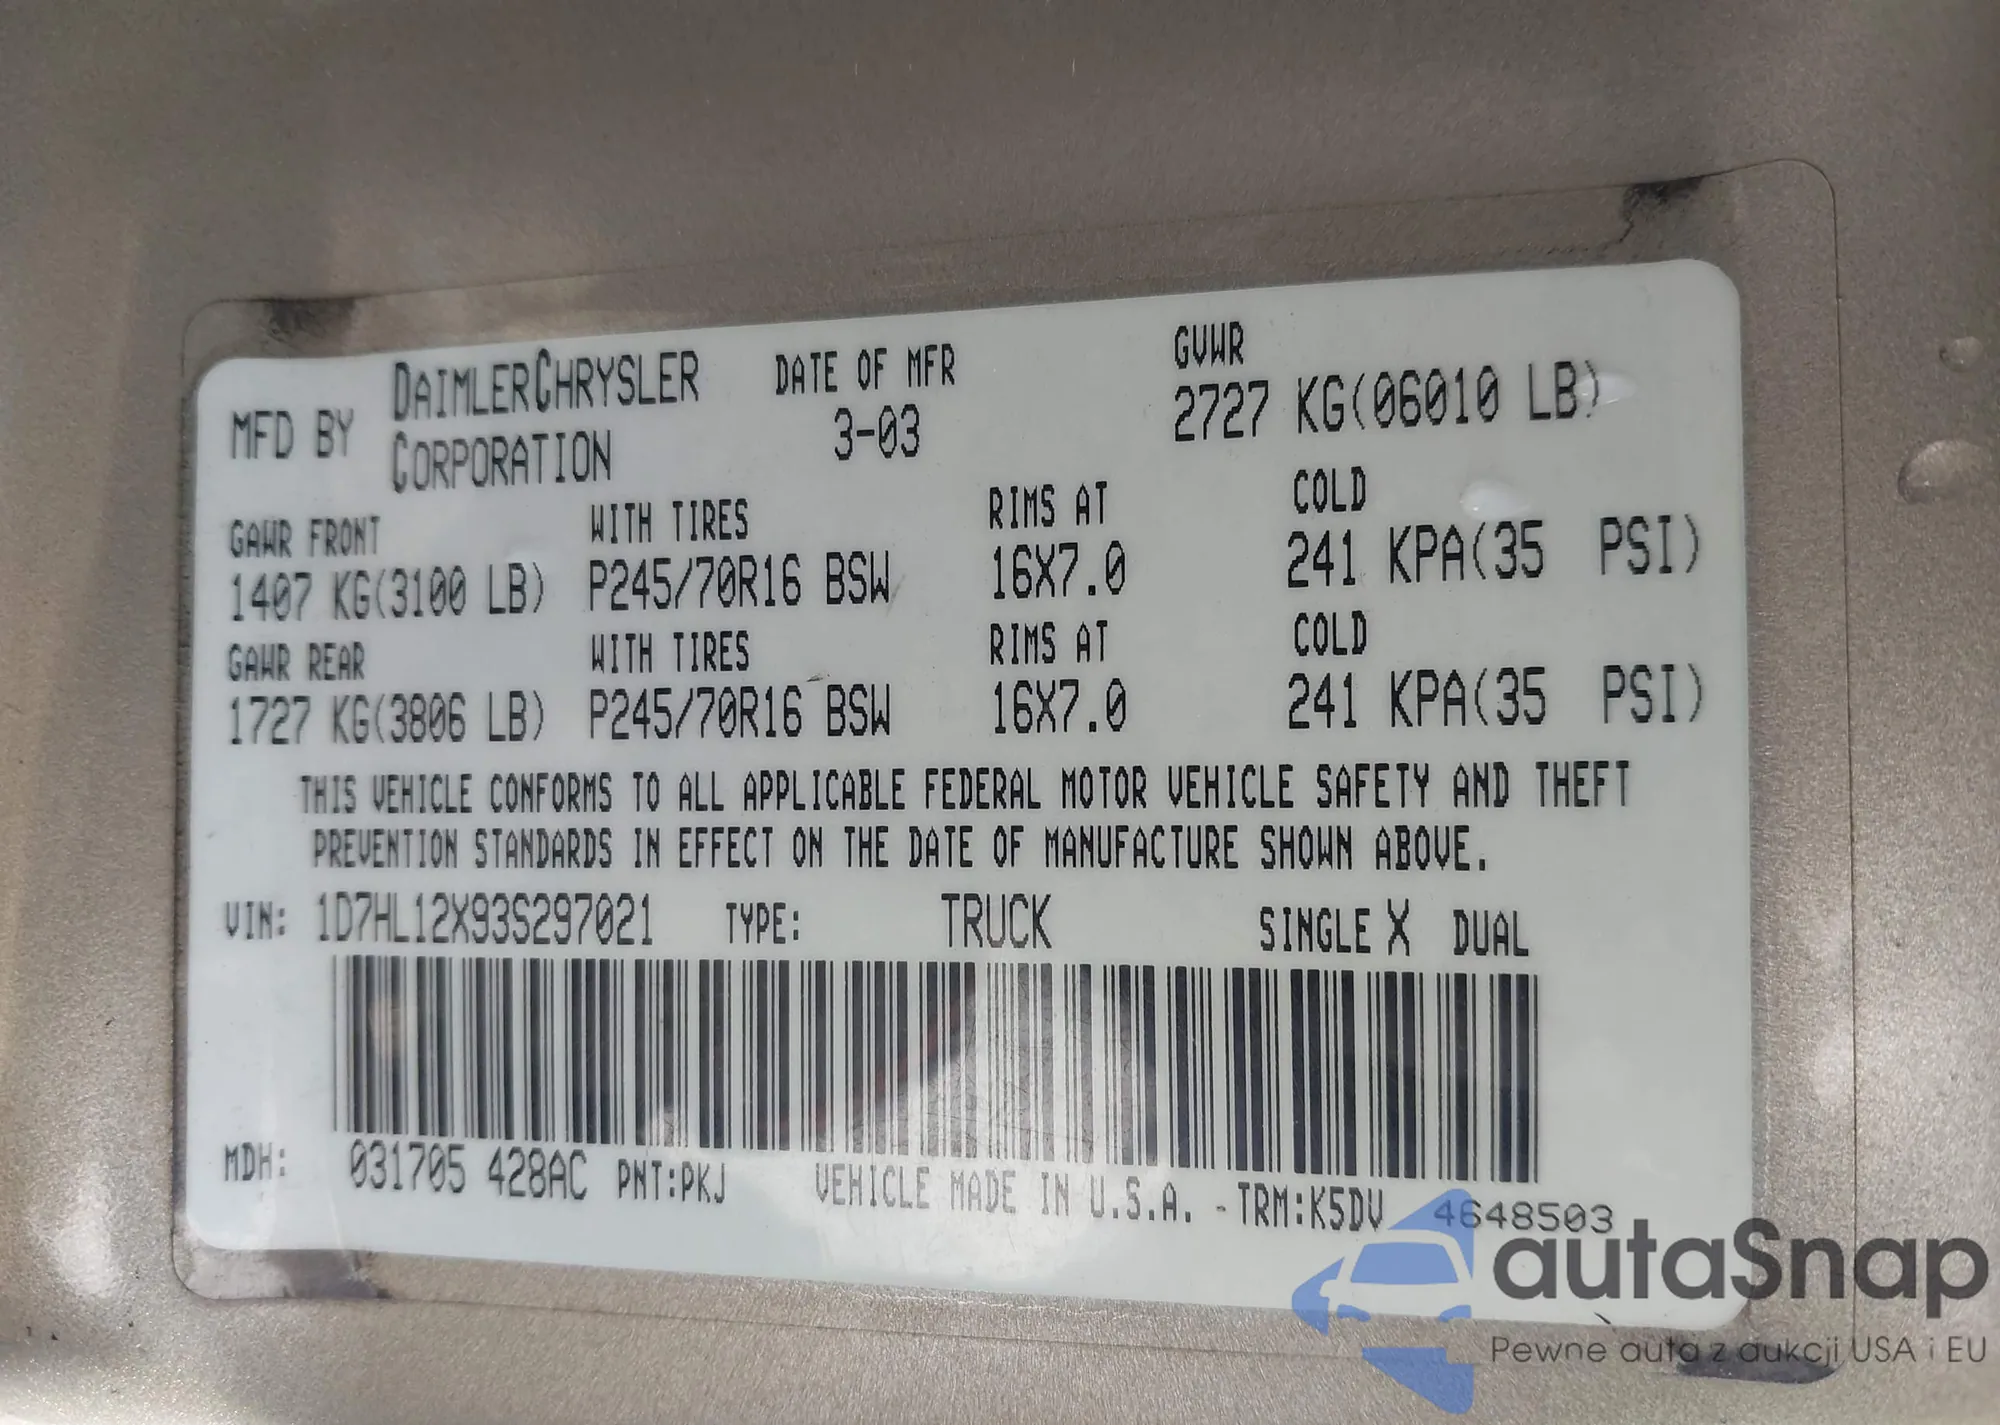 MFD BY DAIMLERCHRYSLER CORPORATION DATE OF MFR 3-03 GVWR 2727 KG(06010 LB)
GAWR FRONT WITH TIRES RIMS AT COLD
1407 KG(3100 LB) P245/70R16 BSW 16X7.0 241 KPA(35 PSI)
GAWR REAR WITH TIRES RIMS AT COLD
1727 KG(3806 LB) P245/70R16 BSW 16X7.0 241 KPA(35 PSI)
THIS VEHICLE CONFORMS TO ALL APPLICABLE FEDERAL MOTOR VEHICLE SAFETY AND THEFT
PREVENTION STANDARDS IN EFFECT ON THE DATE OF MANUFACTURE SHOWN ABOVE.
VIN: 1D7HL12X93S297021 TYPE: TRUCK SINGLE X DUAL
MDH: 031705 428AC PNT:PKJ VEHICLE MADE IN U.S.A. -TRM:K5DV 4648503
autaSnap
Pewne auta z aukcji USA i EU